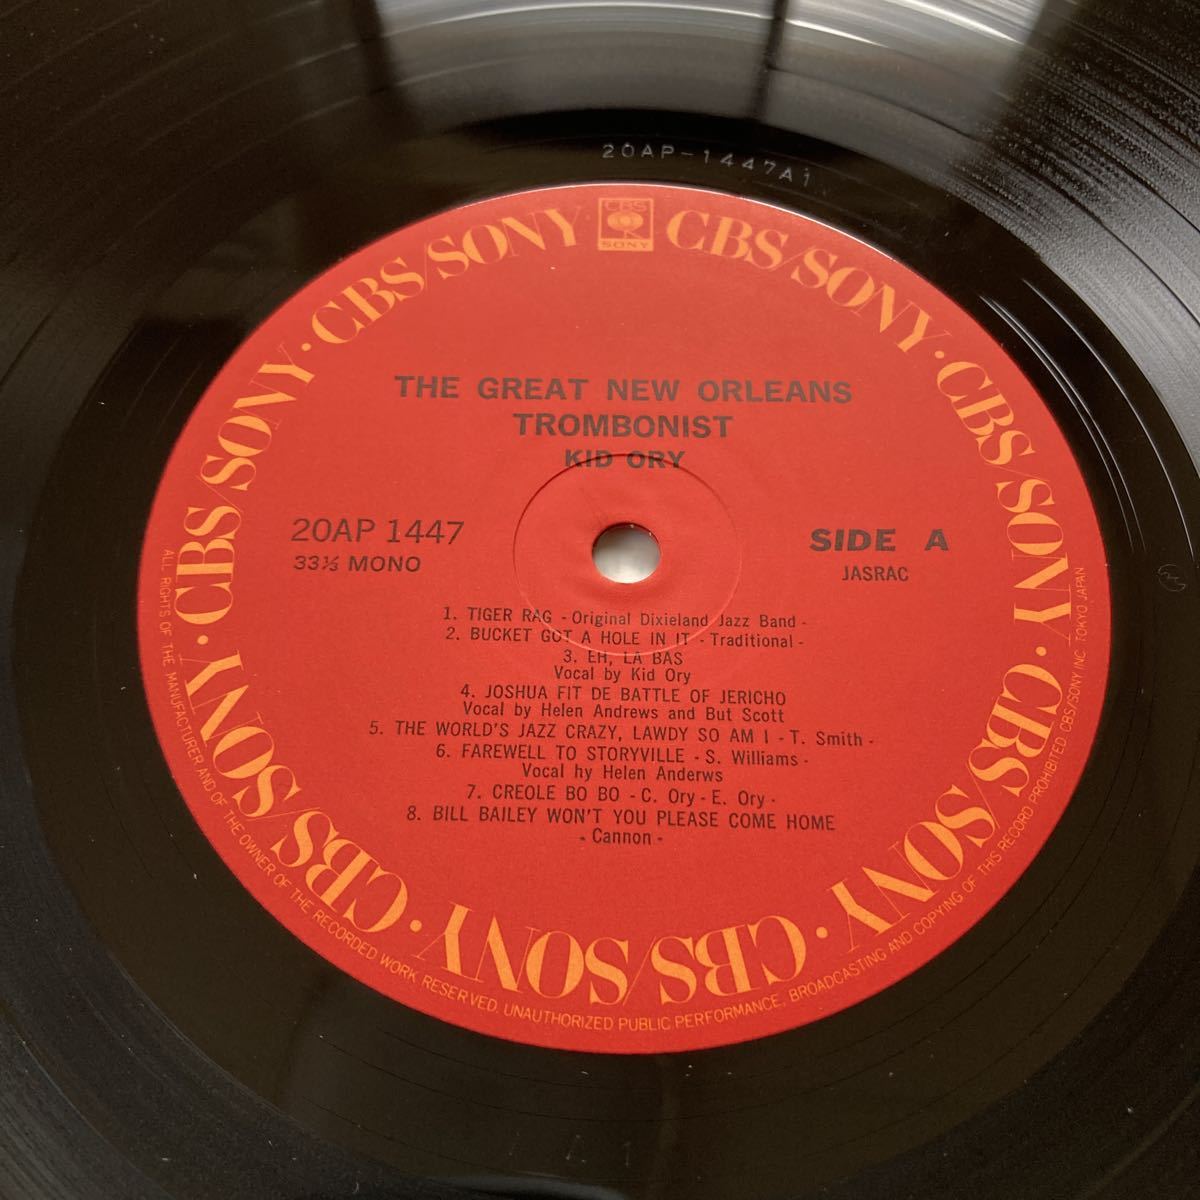 20AP-1447A1
CBS
SONY
CBS/SONY · CBS/SONY · CBS/SONY · CBS/SONY · CBS/SONY · CBS/SONY · CBS/SONY · CBS/SONY
THE GREAT NEW ORLEANS
TROMBONIST
KID ORY
20AP 1447
33⅓ MONO
SIDE A
JASRAC
1. TIGER RAG - Original Dixieland Jazz Band -
2. BUCKET GOT A HOLE IN IT - Traditional -
3. EH, LA BAS
Vocal by Kid Ory
4. JOSHUA FIT DE BATTLE OF JERICHO
Vocal by Helen Andrews and But Scott
5. THE WORLD'S JAZZ CRAZY, LAWDY SO AM I - T. Smith -
6. FAREWELL TO STORYVILLE - S. Williams -
Vocal hy Helen Anderws
7. CREOLE BO BO - C. Ory - E. Ory -
8. BILL BAILEY WON'T YOU PLEASE COME HOME
- Cannon -
ALL RIGHTS OF THE MANUFACTURER AND OF THE OWNER OF THE RECORDED WORK RESERVED. UNAUTHORIZED PUBLIC PERFORMANCE, BROADCASTING AND COPYING OF THIS RECORD PROHIBITED. CBS/SONY INC. TOKYO JAPAN